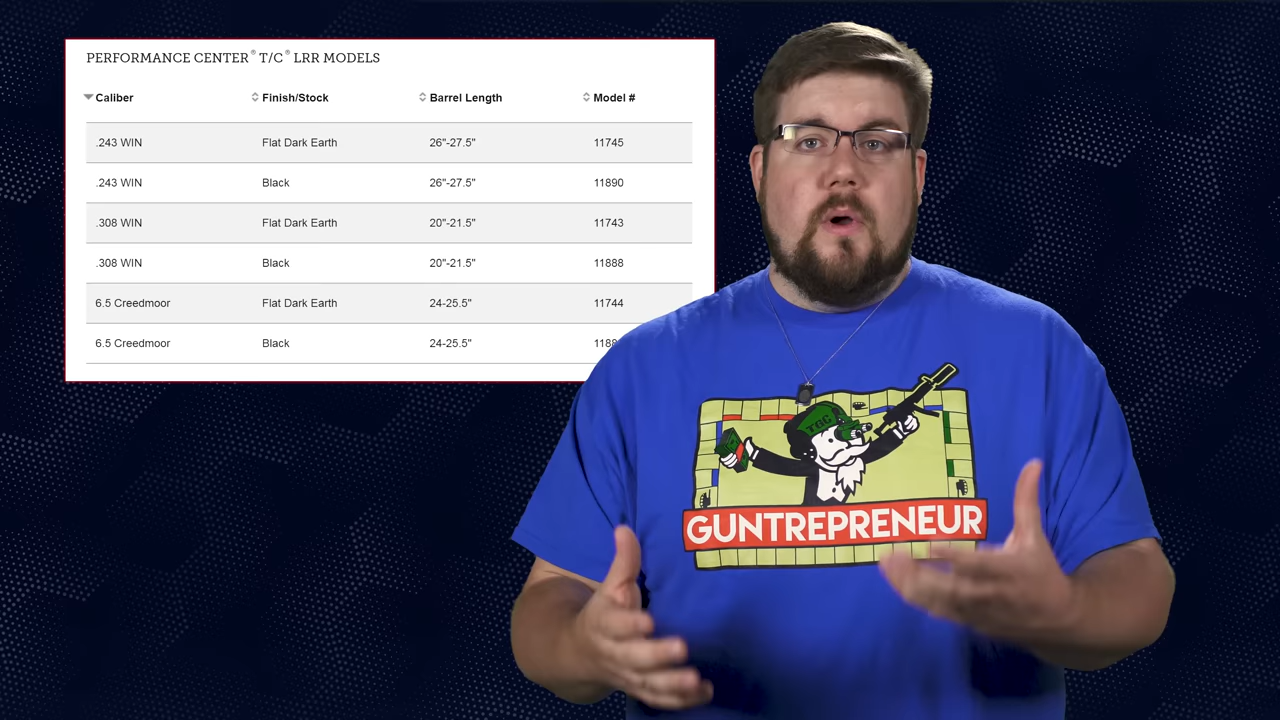 PERFORMANCE CENTER® T/C® LRR MODELS
Caliber Finish/Stock Barrel Length Model #
.243 WIN Flat Dark Earth 26"-27.5" 11745
.243 WIN Black 26"-27.5" 11890
.308 WIN Flat Dark Earth 20"-21.5" 11743
.308 WIN Black 20"-21.5" 11888
6.5 Creedmoor Flat Dark Earth 24-25.5" 11744
6.5 Creedmoor Black 24-25.5"
TGC
GUNTREPRENEUR